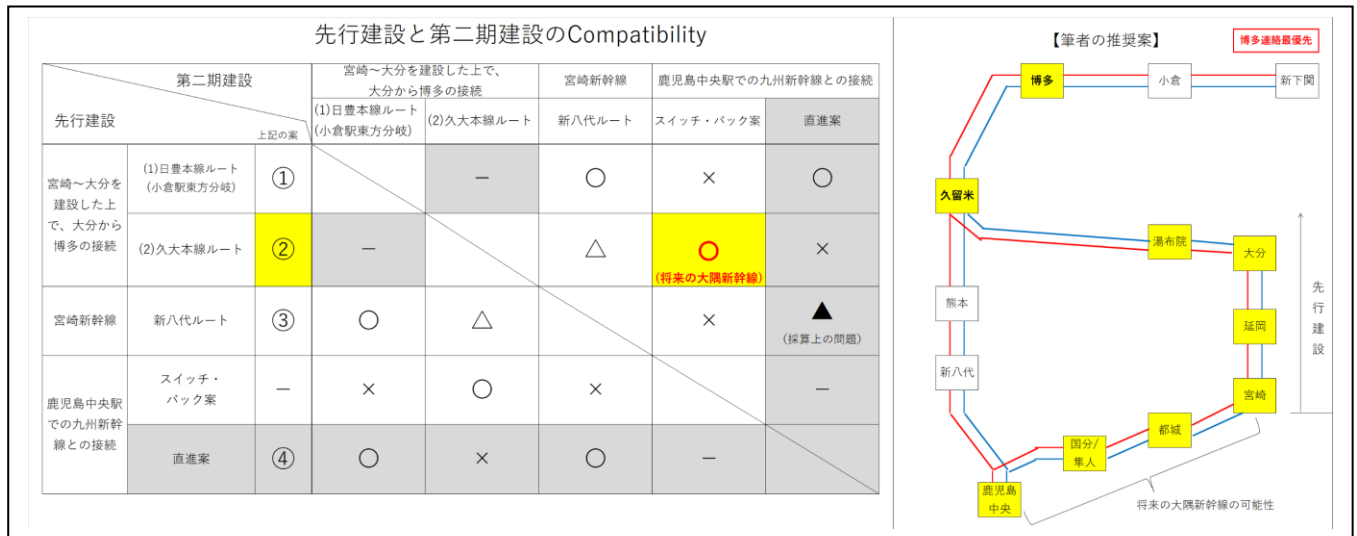 先行建設と第二期建設のCompatibility
第二期建設
先行建設
上記の案
宮崎～大分を建設した上で、
大分から博多の接続
宮崎新幹線
鹿児島中央駅での九州新幹線との接続
(1)日豊本線ルート
(小倉駅東方分岐)
(2)久大本線ルート
新八代ルート
スイッチ・バック案
直進案
宮崎～大分を
建設した上
で、大分から
博多の接続
(1)日豊本線ルート
(小倉駅東方分岐)
①
－
○
×
○
(2)久大本線ルート
②
－
△
○
(将来の大隅新幹線)
×
宮崎新幹線
新八代ルート
③
○
△
×
▲
(採算上の問題)
鹿児島中央駅
での九州新幹
線との接続
スイッチ・
バック案
－
×
○
×
－
直進案
④
○
×
○
－
【筆者の推奨案】
博多連絡最優先
博多
小倉
新下関
久留米
湯布院
大分
熊本
延岡
先行建設
新八代
宮崎
都城
国分/
隼人
鹿児島
中央
将来の大隅新幹線の可能性